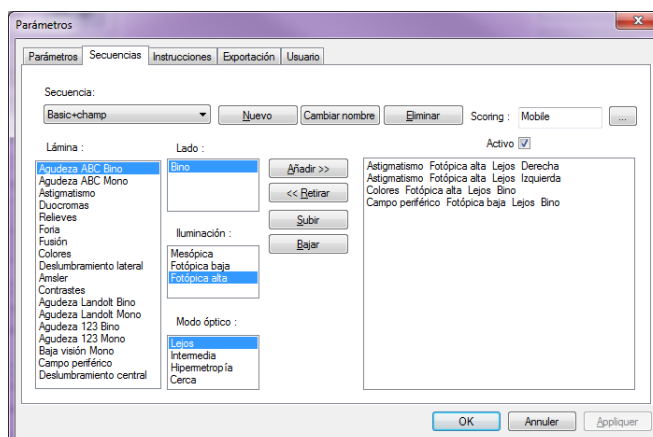 Parámetros
Parámetros Secuencias Instrucciones Exportación Usuario
Secuencia:
Basic+champ Nuevo Cambiar nombre Eliminar Scoring : Mobile ...
Activo
Lámina :
Agudeza ABC Bino
Agudeza ABC Mono
Astigmatismo
Duocromas
Relieves
Foria
Fusión
Colores
Deslumbramiento lateral
Amsler
Contrastes
Agudeza Landolt Bino
Agudeza Landolt Mono
Agudeza 123 Bino
Agudeza 123 Mono
Baja visión Mono
Campo periférico
Deslumbramiento central
Lado :
Bino
Iluminación :
Mesópica
Fotópica baja
Fotópica alta
Modo óptico :
Lejos
Intermedia
Hipermetropía
Cerca
Añadir >>
<< Retirar
Subir
Bajar
Astigmatismo Fotópica alta Lejos Derecha
Astigmatismo Fotópica alta Lejos Izquierda
Colores Fotópica alta Lejos Bino
Campo periférico Fotópica baja Lejos Bino
OK Annuler Appliquer